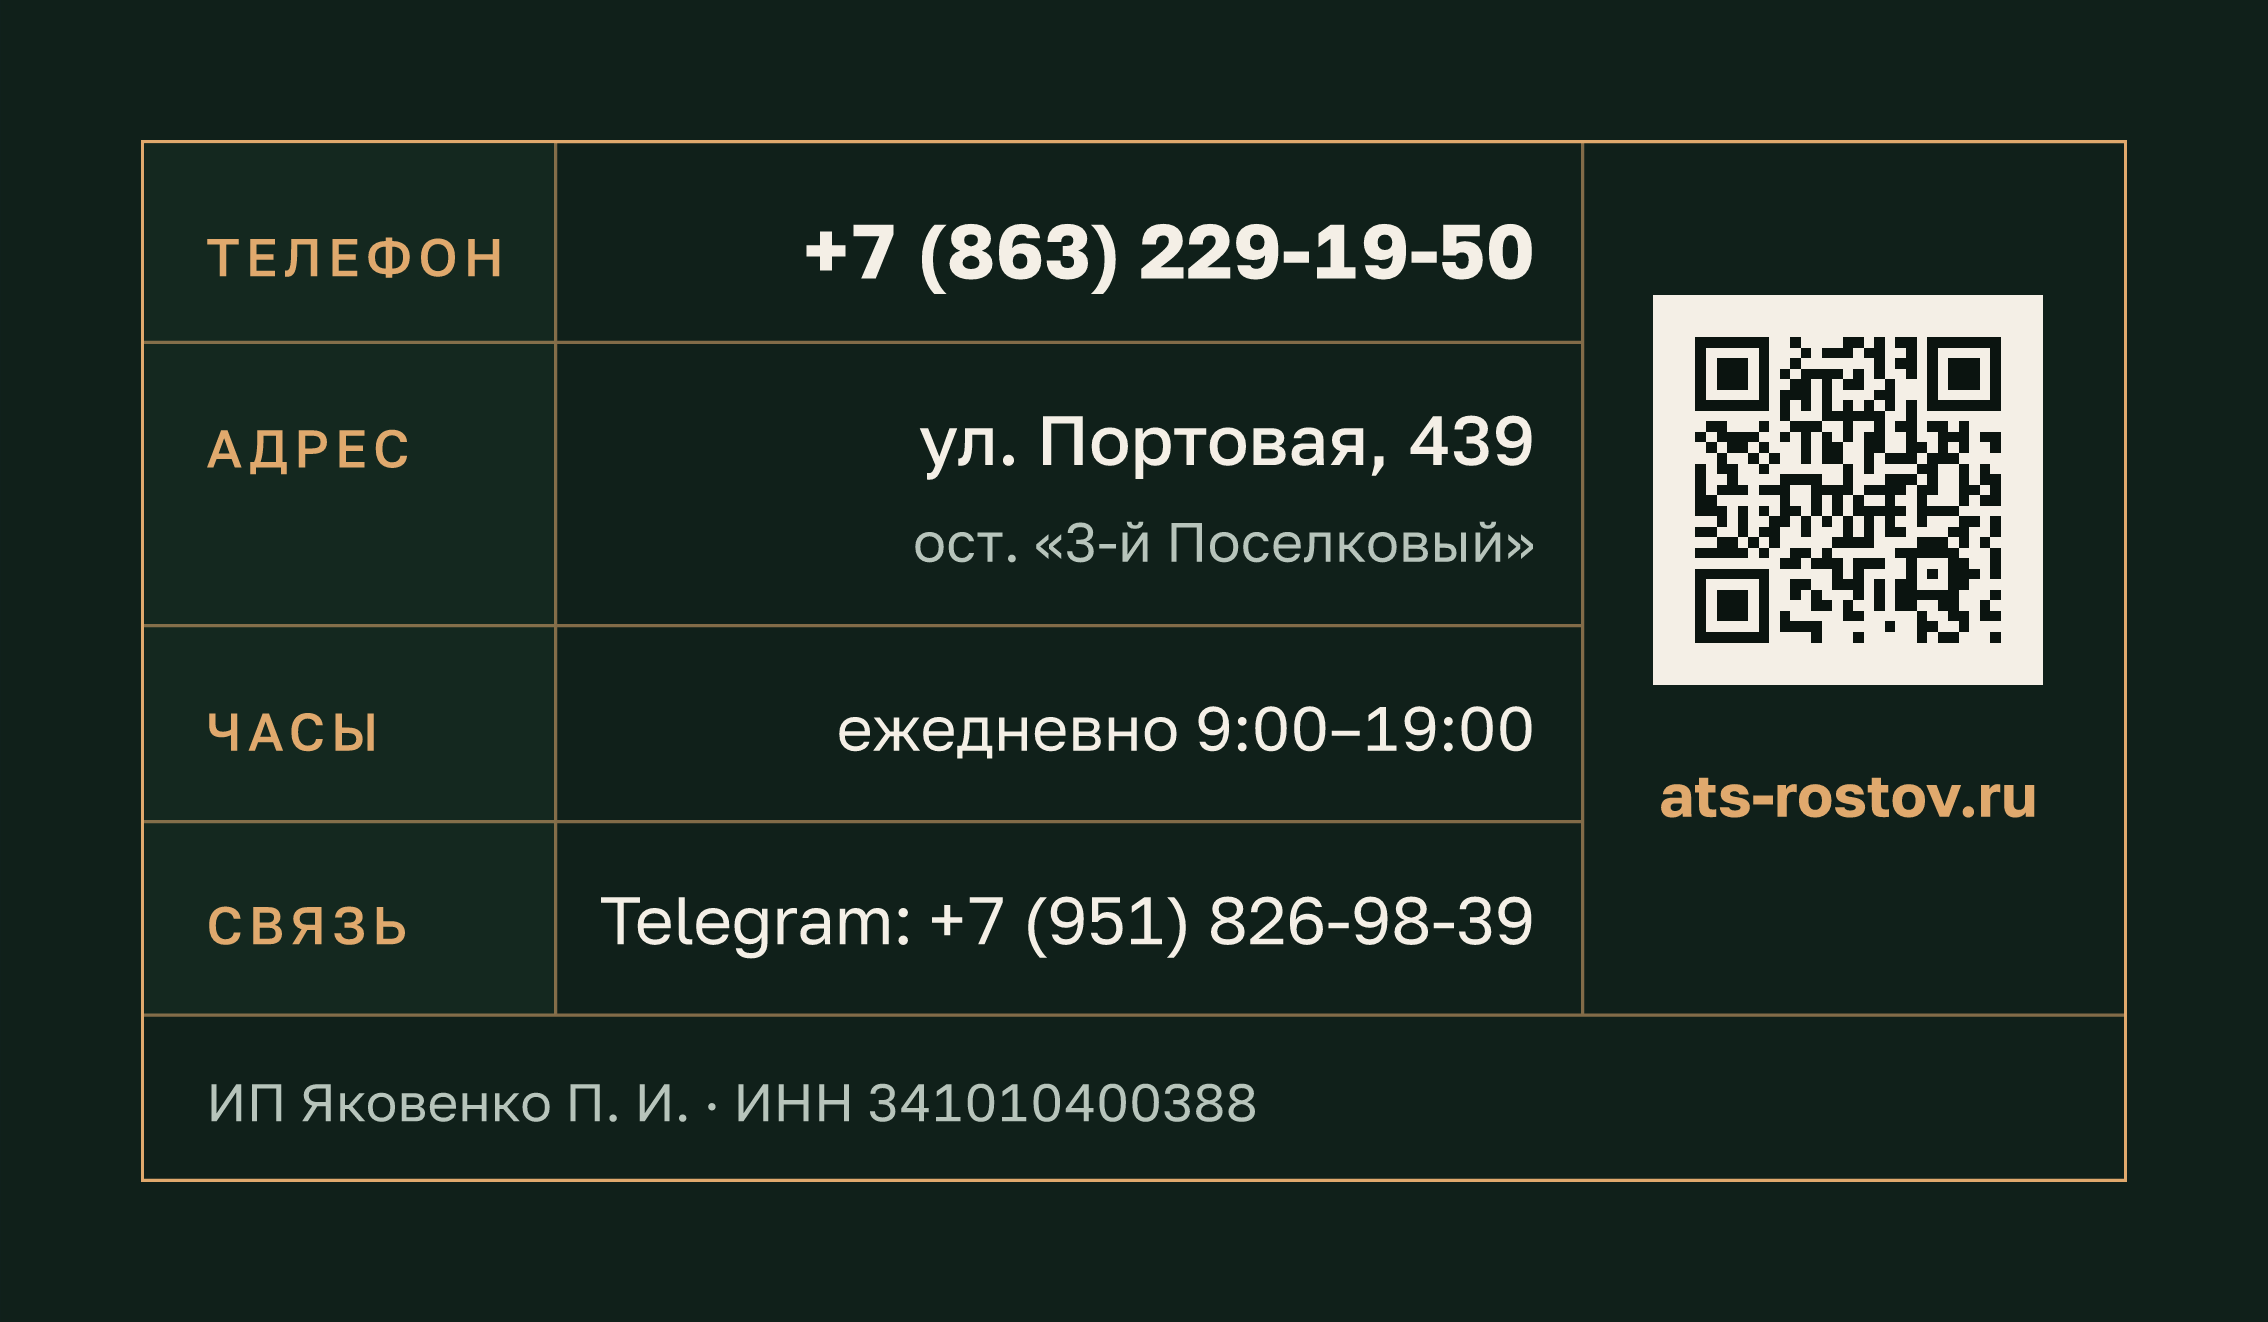 ТЕЛЕФОН
+7 (863) 229-19-50
АДРЕС
ул. Портовая, 439
ост. «3-й Поселковый»
ЧАСЫ
ежедневно 9:00–19:00
СВЯЗЬ
Telegram: +7 (951) 826-98-39
ats-rostov.ru
ИП Яковенко П. И. · ИНН 341010400388